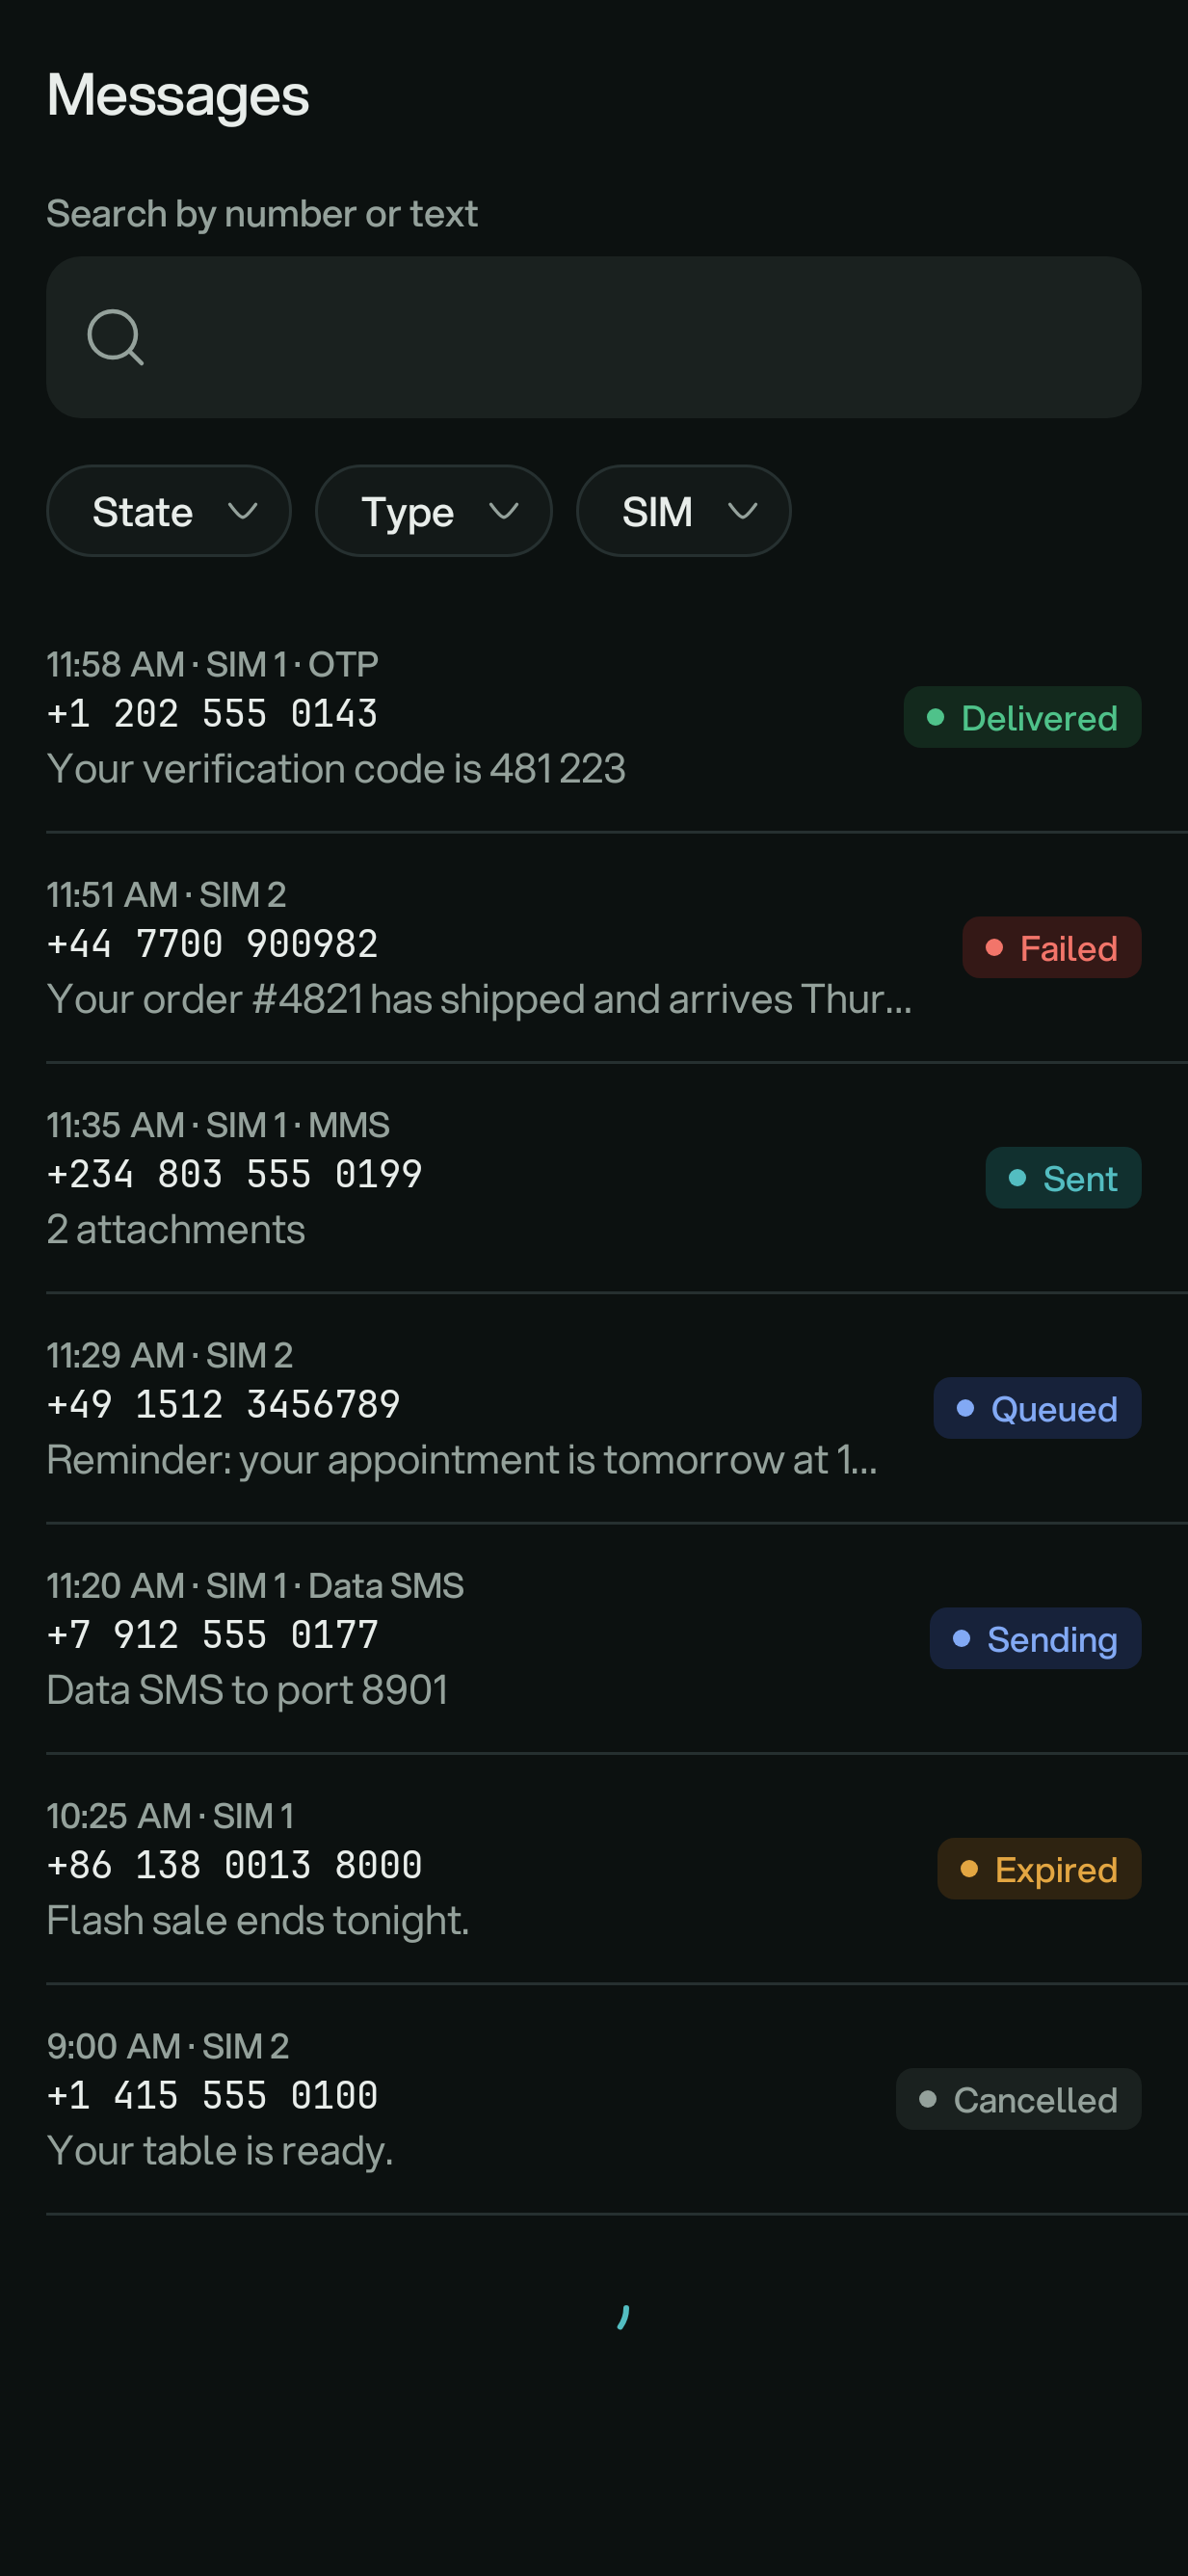 Messages
Search by number or text
State
Type
SIM
11:58 AM · SIM 1 · OTP
+1 202 555 0143
Delivered
Your verification code is 481 223
11:51 AM · SIM 2
+44 7700 900982
Failed
Your order #4821 has shipped and arrives Thur...
11:35 AM · SIM 1 · MMS
+234 803 555 0199
Sent
2 attachments
11:29 AM · SIM 2
+49 1512 3456789
Queued
Reminder: your appointment is tomorrow at 1...
11:20 AM · SIM 1 · Data SMS
+7 912 555 0177
Sending
Data SMS to port 8901
10:25 AM · SIM 1
+86 138 0013 8000
Expired
Flash sale ends tonight.
9:00 AM · SIM 2
+1 415 555 0100
Cancelled
Your table is ready.